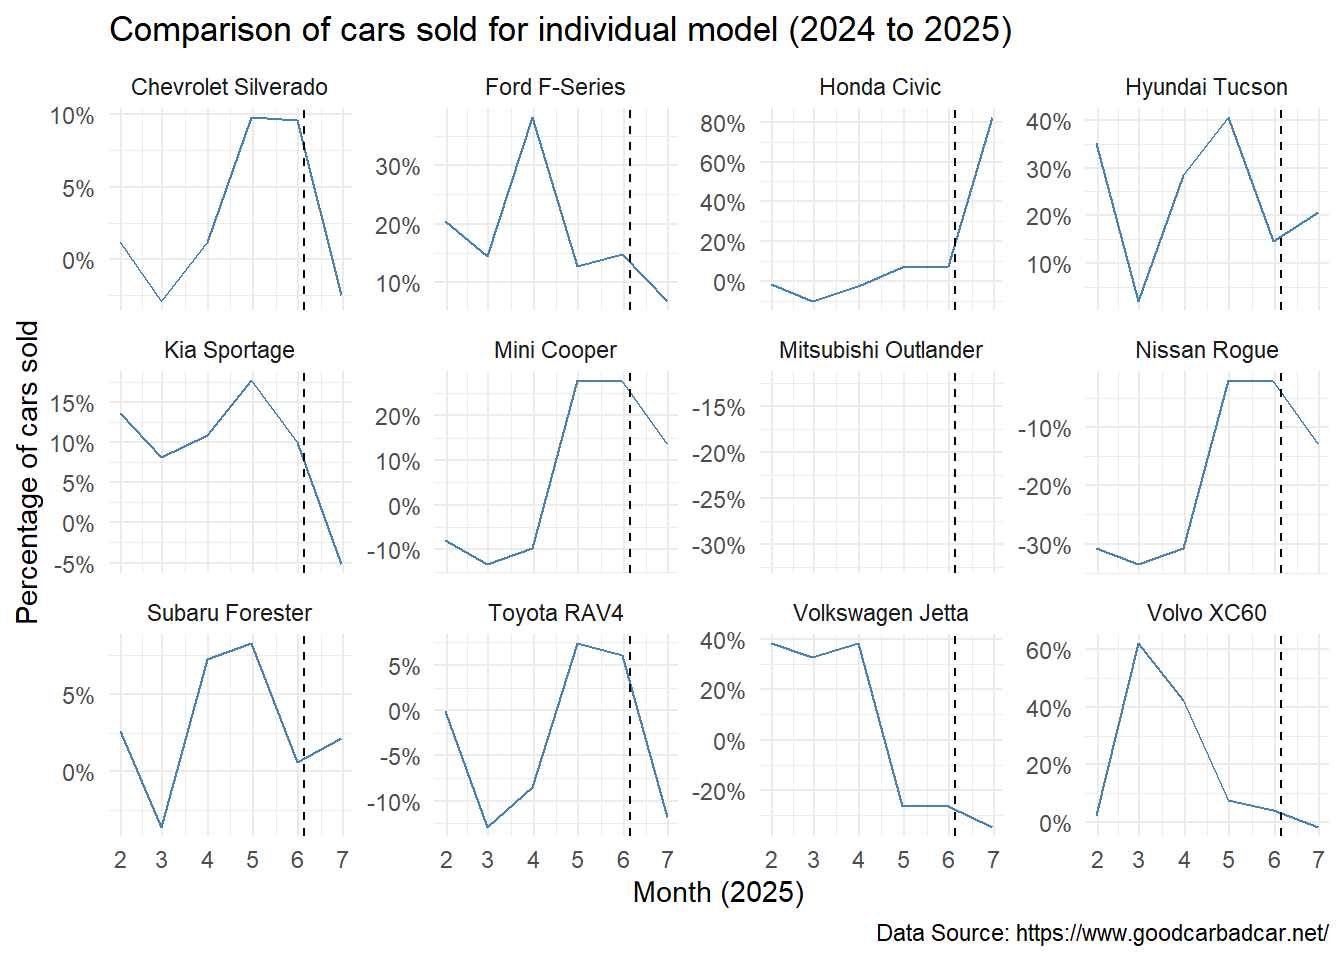 Comparison of cars sold for individual model (2024 to 2025)
Percentage of cars sold
Chevrolet Silverado
10%
5%
0%
Ford F-Series
30%
20%
10%
Honda Civic
80%
60%
40%
20%
0%
Hyundai Tucson
40%
30%
20%
10%
Kia Sportage
15%
10%
5%
0%
-5%
Mini Cooper
20%
10%
0%
-10%
Mitsubishi Outlander
-15%
-20%
-25%
-30%
Nissan Rogue
-10%
-20%
-30%
Subaru Forester
5%
0%
2 3 4 5 6 7
Toyota RAV4
5%
0%
-5%
-10%
2 3 4 5 6 7
Volkswagen Jetta
40%
20%
0%
-20%
2 3 4 5 6 7
Volvo XC60
60%
40%
20%
0%
2 3 4 5 6 7
Month (2025)
Data Source: https://www.goodcarbadcar.net/